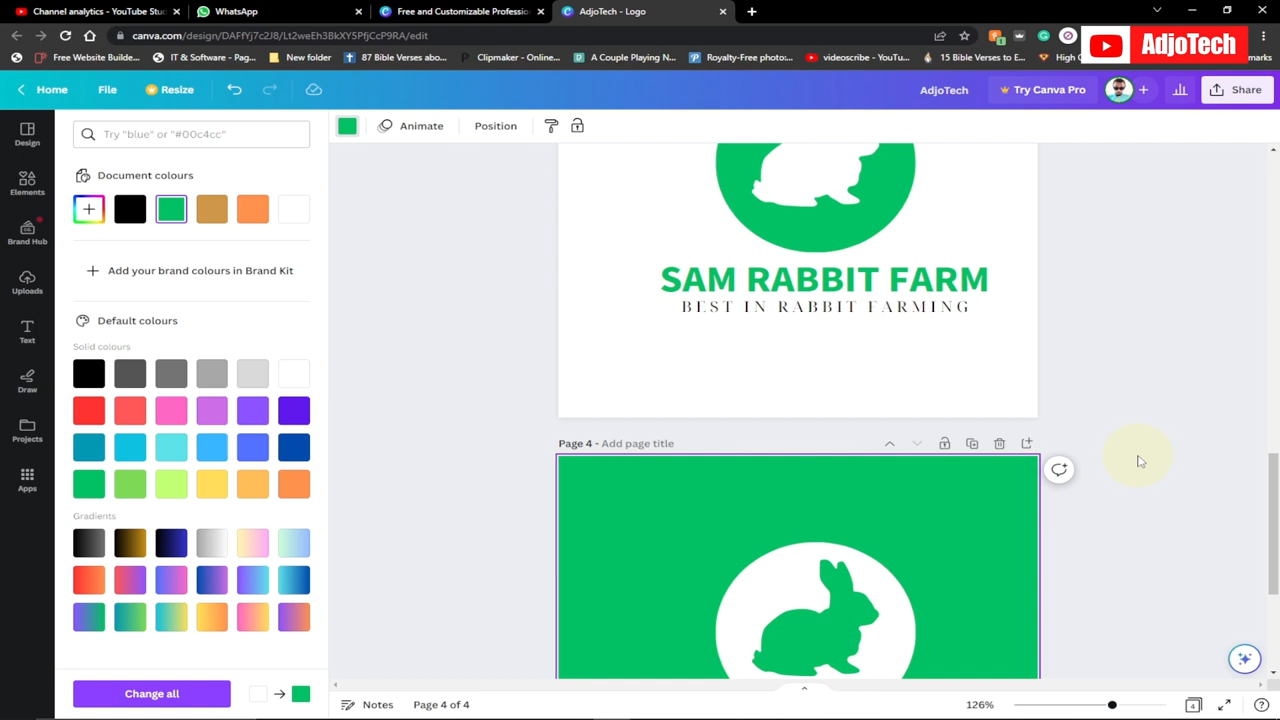 Channel analytics - YouTube Stu
WhatsApp
Free and Customizable Professio
AdjoTech - Logo
canva.com/design/DAFfYj7c2J8/Lt2weEh3BkXY5PfjCcP9RA/edit
AdjoTech
Free Website Builde...
IT & Software - Pag...
New folder
87 Bible Verses abo...
Clipmaker - Online...
A Couple Playing N...
Royalty-Free photo:...
videoscribe - YouTu...
15 Bible Verses to E...
High
marks
Home
File
Resize
AdjoTech
Try Canva Pro
Share
Design
Elements
Brand Hub
Uploads
Text
Draw
Projects
Apps
Try "blue" or "#00c4cc"
Document colours
Add your brand colours in Brand Kit
Default colours
Solid colours
Gradients
Change all
Animate
Position
SAM RABBIT FARM
BEST IN RABBIT FARMING
Page 4 - Add page title
Notes
Page 4 of 4
126%
4